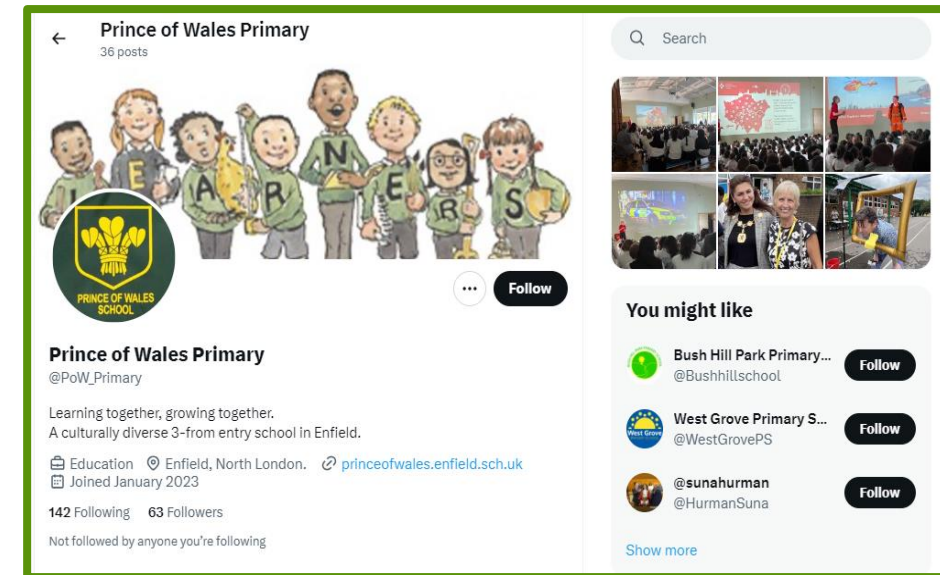 Prince of Wales Primary
36 posts
LEARNERS
PRINCE OF WALES
SCHOOL
Follow
Prince of Wales Primary
@PoW_Primary
Learning together, growing together.
A culturally diverse 3-from entry school in Enfield.
Education Enfield, North London. princeofwales.enfield.sch.uk
Joined January 2023
142 Following 63 Followers
Not followed by anyone you're following
Search
You might like
Bush Hill Park Primary...
@Bushhillschool
Follow
West Grove Primary S...
@WestGrovePS
Follow
West Grove
@sunahurman
@HurmanSuna
Follow
Show more